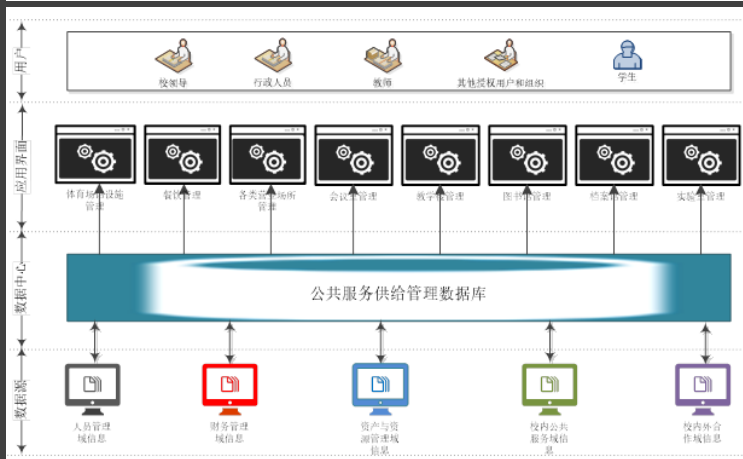 用户
校领导
行政人员
教师
其他授权用户和组织
学生
应用界面
体育场馆设施
管理
餐饮管理
各类营业场所
管理
会议室管理
教学楼管理
图书馆管理
档案馆管理
实验室管理
数据中心
公共服务供给管理数据库
数据源
人员管理
域信息
财务管理
域信息
资产与资
源管理域
信息
校内公共
服务域信
息
校内外合
作域信息